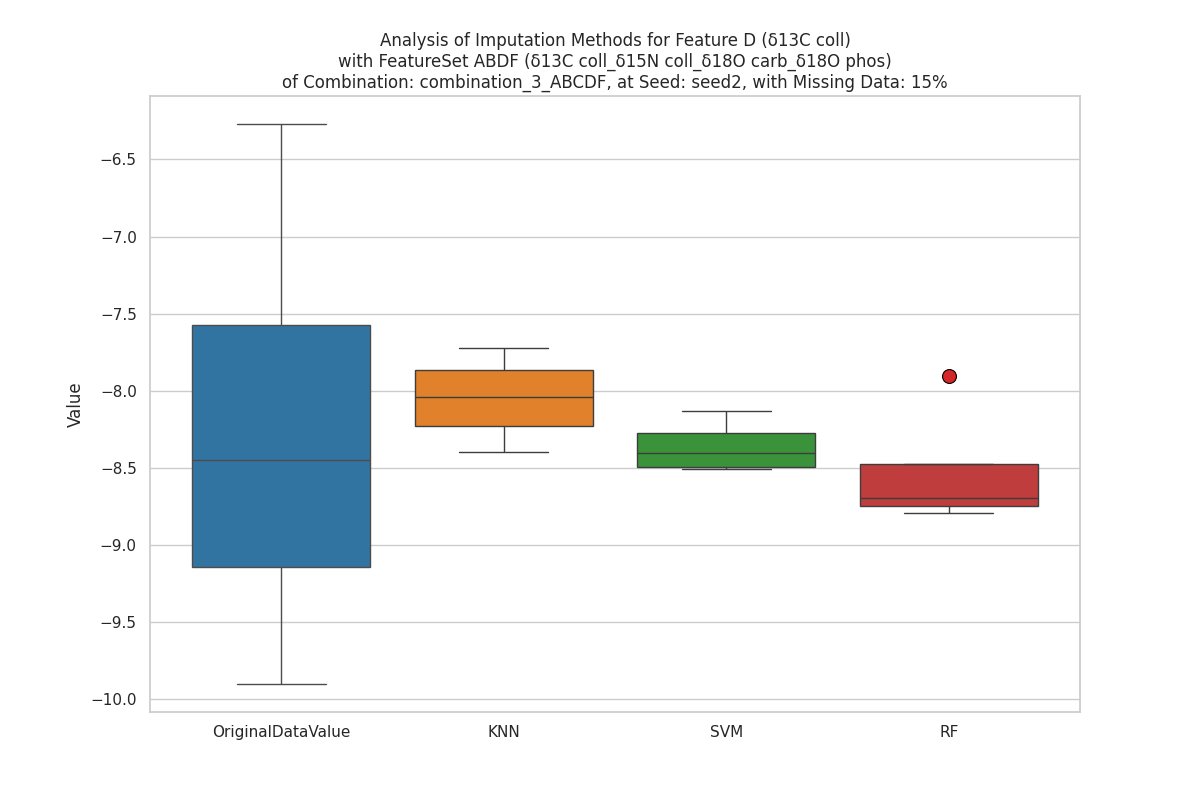 Analysis of Imputation Methods for Feature D (δ13C coll)
with FeatureSet ABDF (δ13C coll_δ15N coll_δ18O carb_δ18O phos)
of Combination: combination_3_ABCDF, at Seed: seed2, with Missing Data: 15%
Value
−6.5
−7.0
−7.5
−8.0
−8.5
−9.0
−9.5
−10.0
OriginalDataValue
KNN
SVM
RF